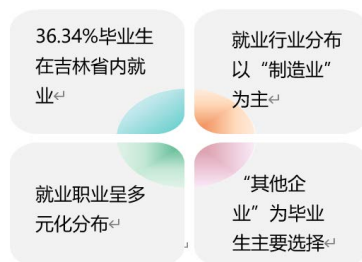 36.34%毕业生
在吉林省内就
业↵
就业行业分布
以“制造业”
为主↵
就业职业呈多
元化分布↵
“其他企
业”为毕业
生主要选择↵